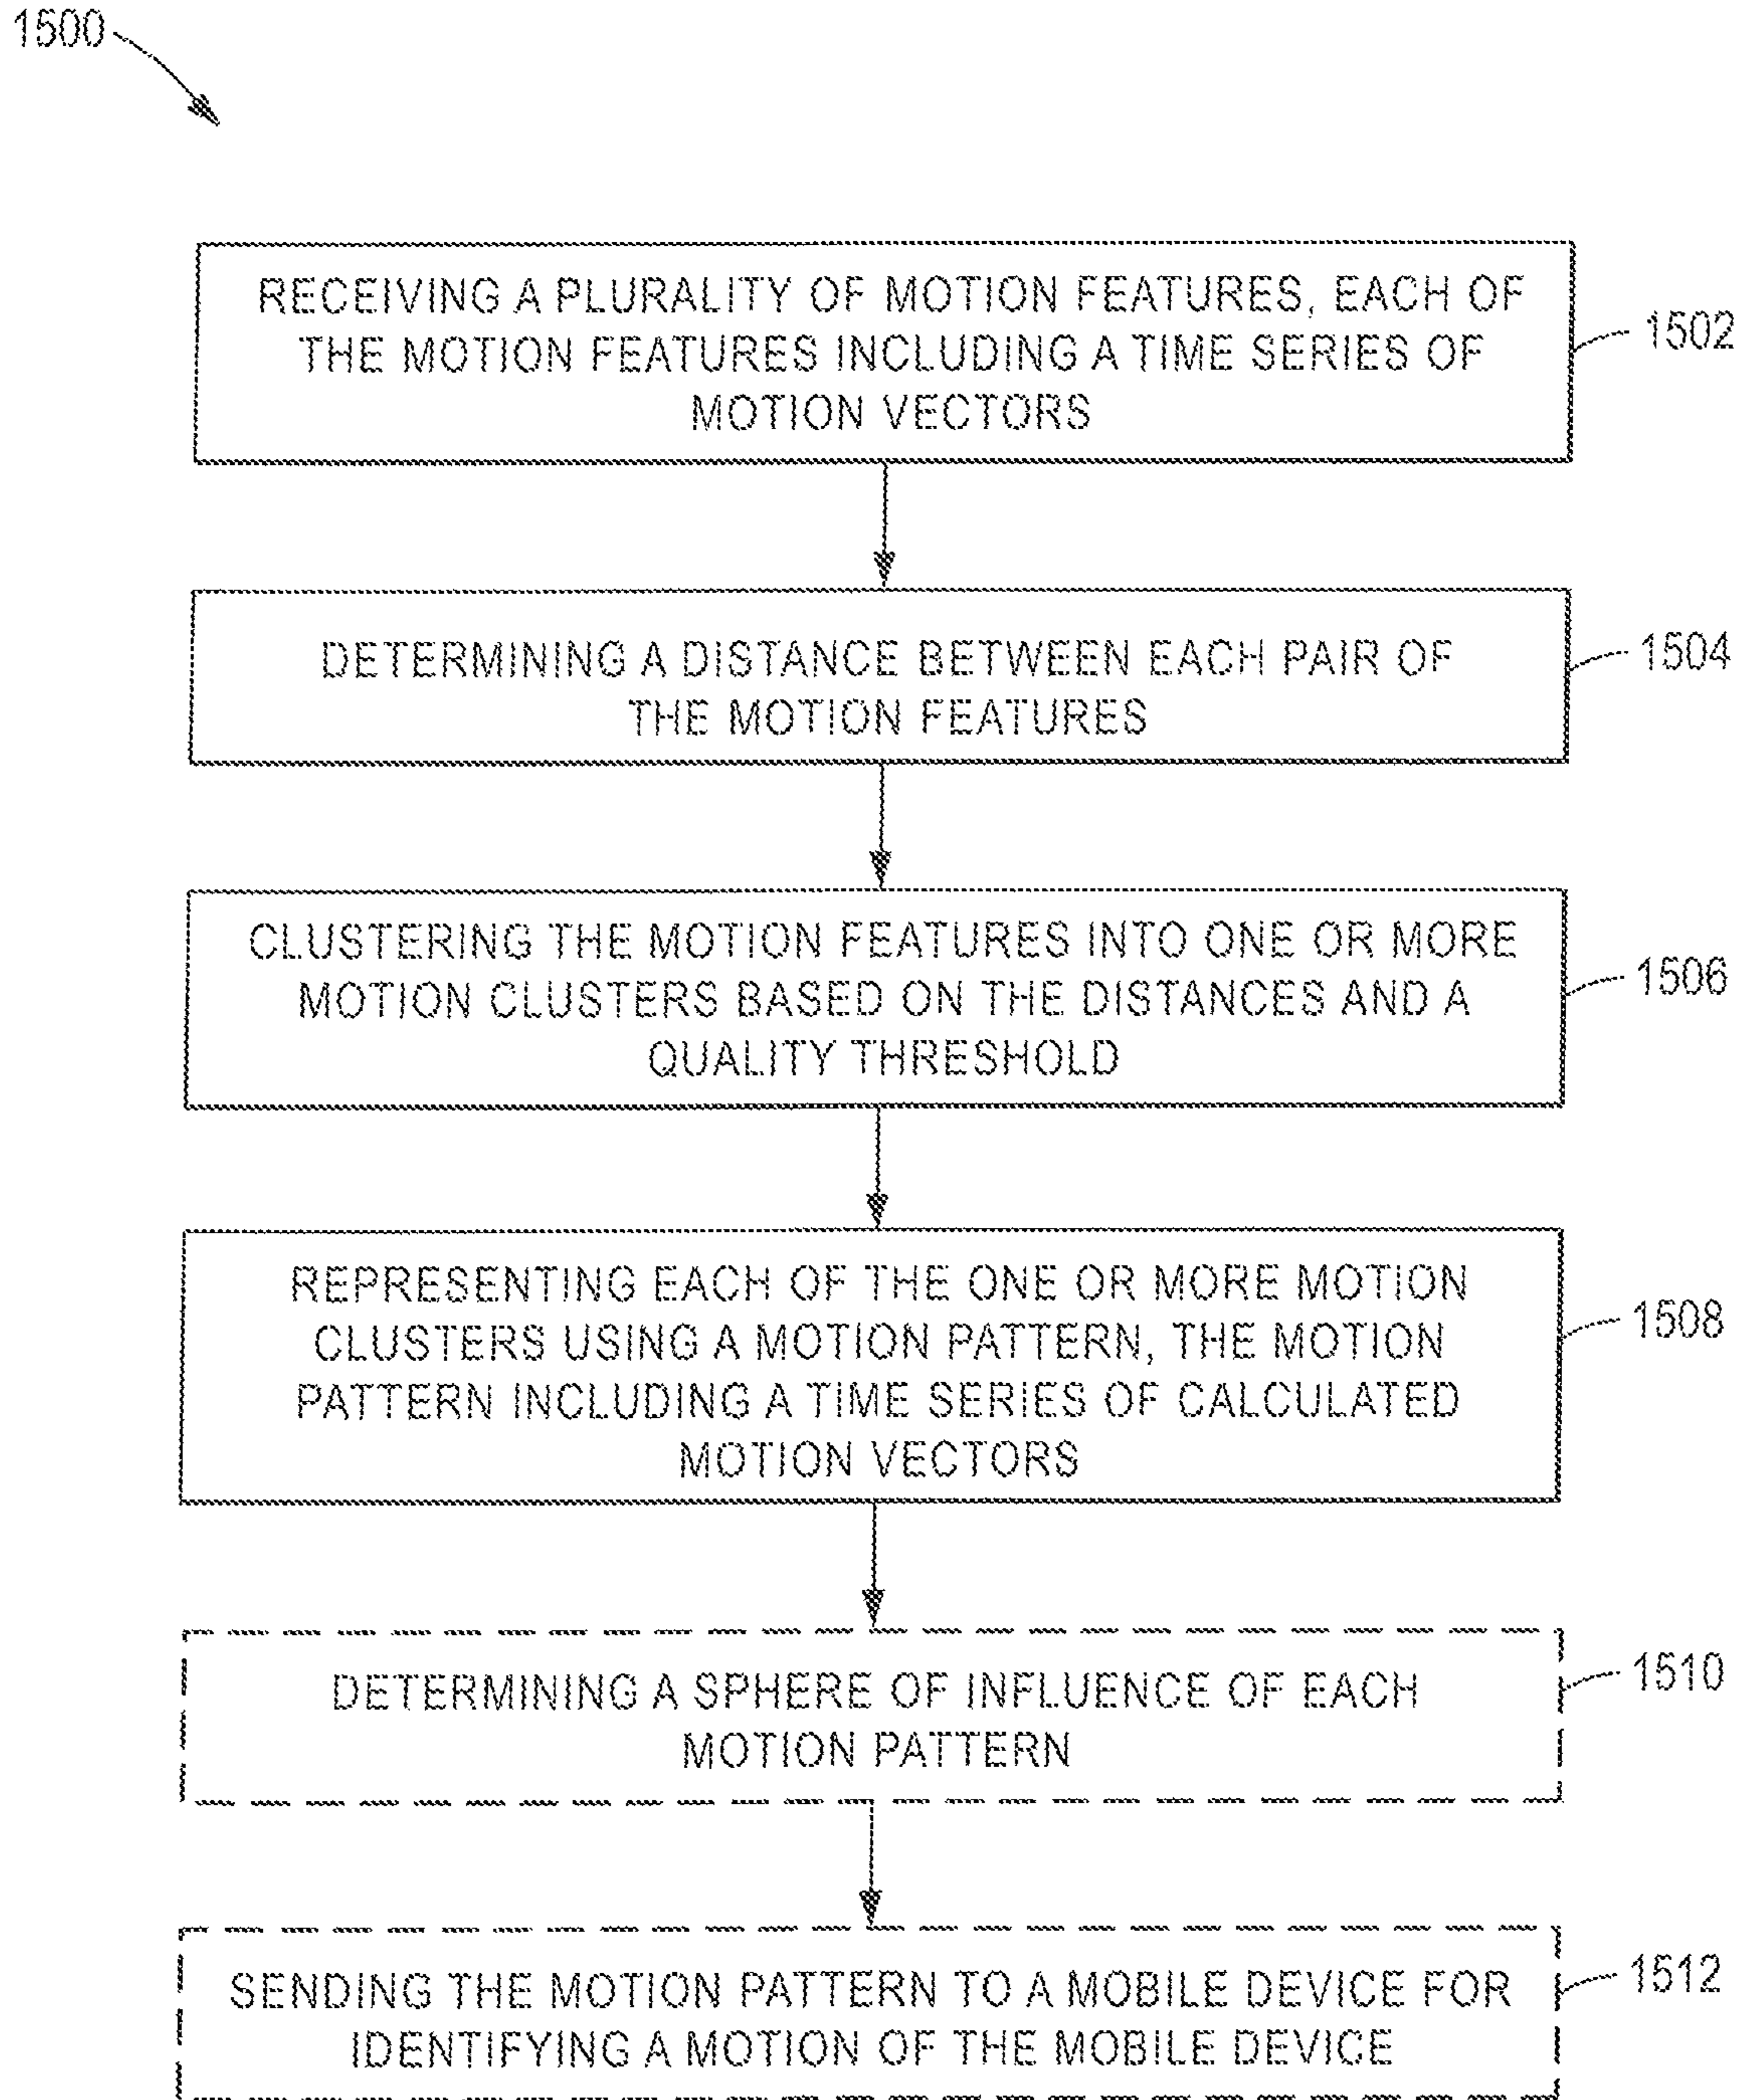 1500
RECEIVING A PLURALITY OF MOTION FEATURES, EACH OF
THE MOTION FEATURES INCLUDING A TIME SERIES OF
MOTION VECTORS
1502
DETERMINING A DISTANCE BETWEEN EACH PAIR OF
THE MOTION FEATURES
1504
CLUSTERING THE MOTION FEATURES INTO ONE OR MORE
MOTION CLUSTERS BASED ON THE DISTANCES AND A
QUALITY THRESHOLD
1506
REPRESENTING EACH OF THE ONE OR MORE MOTION
CLUSTERS USING A MOTION PATTERN, THE MOTION
PATTERN INCLUDING A TIME SERIES OF CALCULATED
MOTION VECTORS
1508
DETERMINING A SPHERE OF INFLUENCE OF EACH
MOTION PATTERN
1510
SENDING THE MOTION PATTERN TO A MOBILE DEVICE FOR
IDENTIFYING A MOTION OF THE MOBILE DEVICE
1512